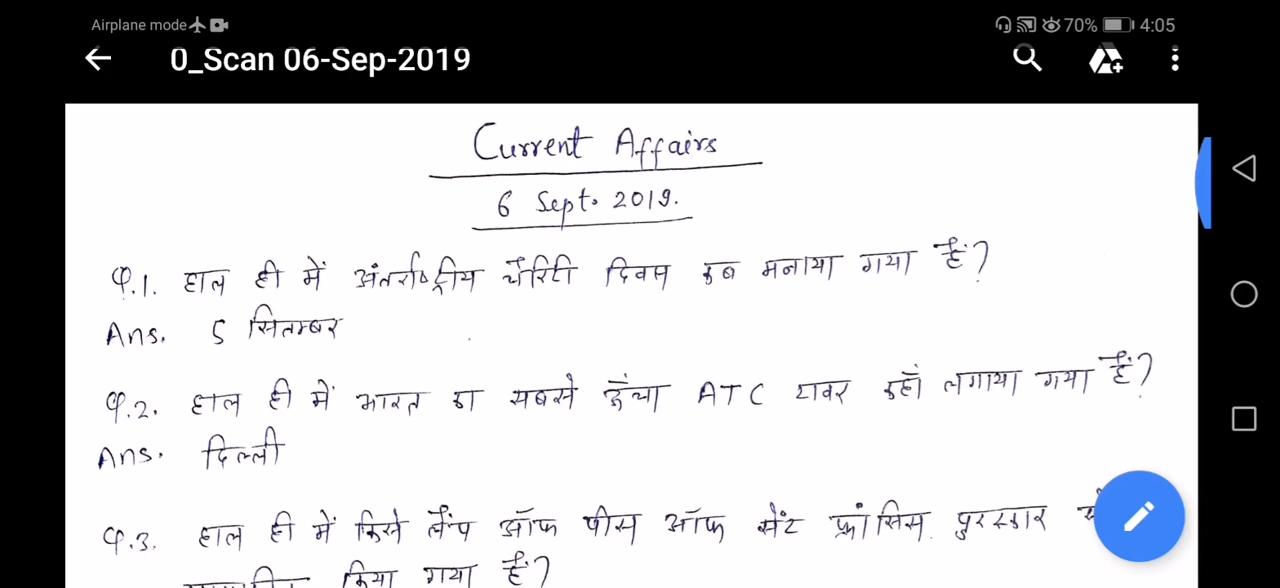 Airplane mode
70% 4:05
0_Scan 06-Sep-2019
Current Affairs
6 Sept. 2019.
Q.1. हाल ही में अंतर्राष्ट्रीय चैरिटी दिवस कब मनाया गया है?
Ans. 5 सितम्बर
Q.2. हाल ही में भारत का सबसे ऊँचा ATC टावर कहाँ लगाया गया है?
Ans. दिल्ली
Q.3. हाल ही में किसे लैंप ऑफ पीस ऑफ सेंट फ्रांसिस पुरस्कार
किया गया है?